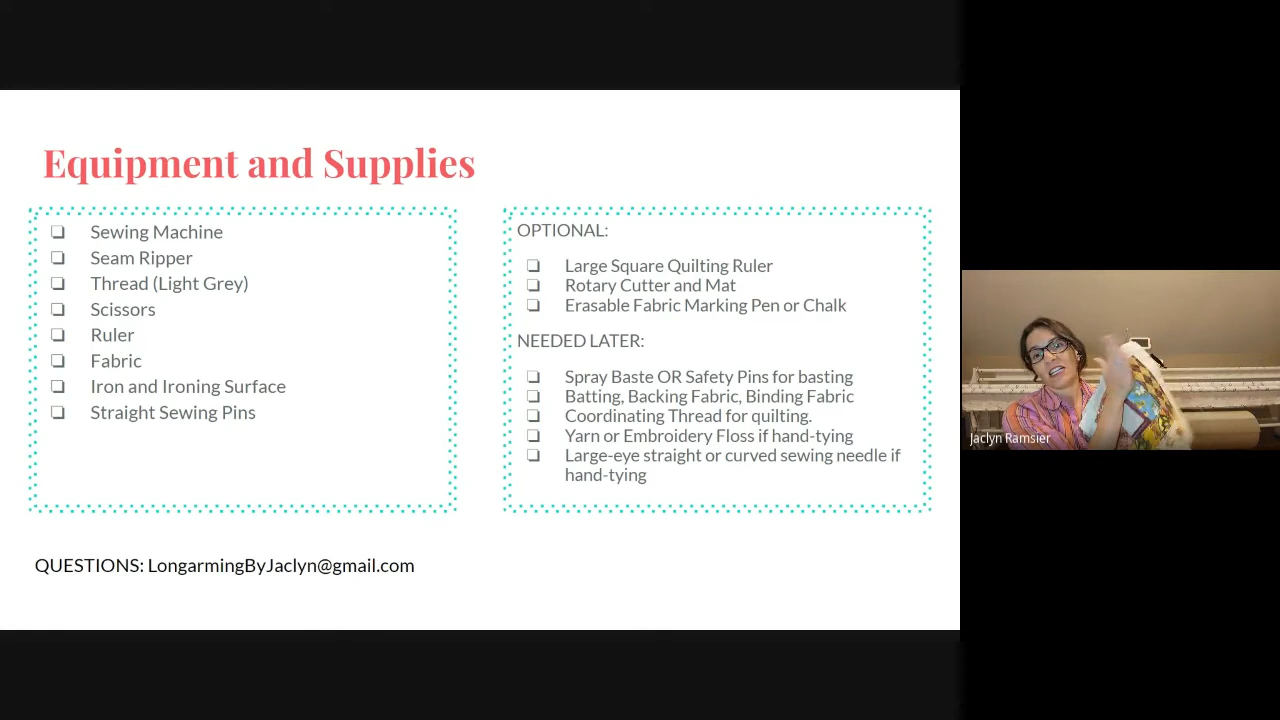 Equipment and Supplies
Sewing Machine
Seam Ripper
Thread (Light Grey)
Scissors
Ruler
Fabric
Iron and Ironing Surface
Straight Sewing Pins
OPTIONAL:
Large Square Quilting Ruler
Rotary Cutter and Mat
Erasable Fabric Marking Pen or Chalk
NEEDED LATER:
Spray Baste OR Safety Pins for basting
Batting, Backing Fabric, Binding Fabric
Coordinating Thread for quilting.
Yarn or Embroidery Floss if hand-tying
Large-eye straight or curved sewing needle if
hand-tying
QUESTIONS: LongarmingByJaclyn@gmail.com
Jaclyn Ramsier